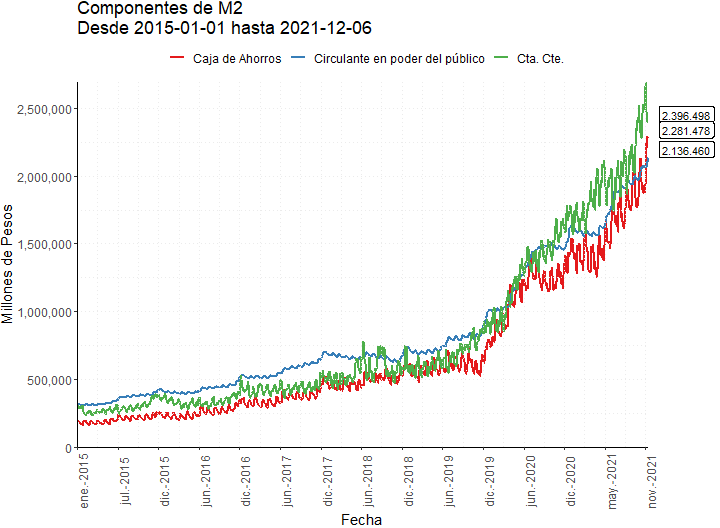 Componentes de M2
Desde 2015-01-01 hasta 2021-12-06
Caja de Ahorros Circulante en poder del público Cta. Cte.
2,500,000
2,000,000
1,500,000
1,000,000
500,000
0
Millones de Pesos
2.396.498
2.281.478
2.136.460
ene.-2015
jul.-2015
dic.-2015
jun.-2016
dic.-2016
jun.-2017
dic.-2017
jun.-2018
dic.-2018
jun.-2019
dic.-2019
jun.-2020
dic.-2020
may.-2021
nov.-2021
Fecha